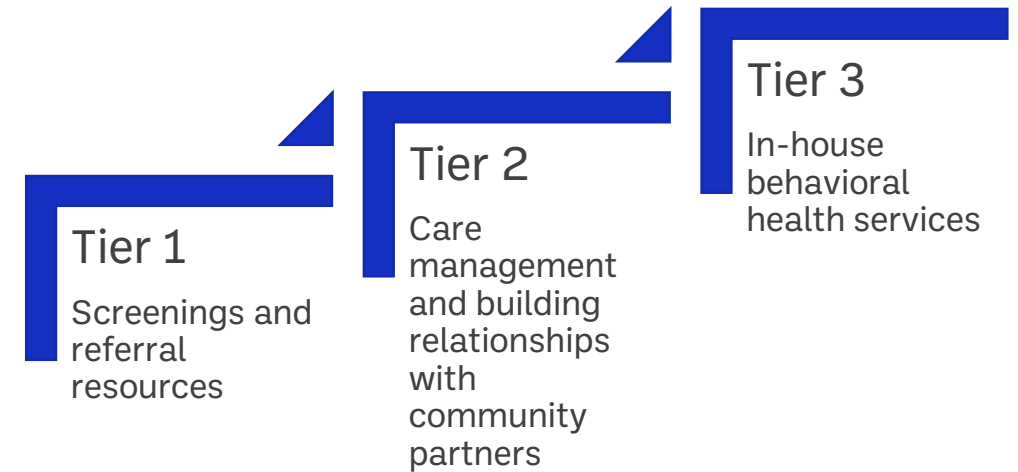 Tier 1
Screenings and
referral
resources
Tier 2
Care
management
and building
relationships
with
community
partners
Tier 3
In-house
behavioral
health services